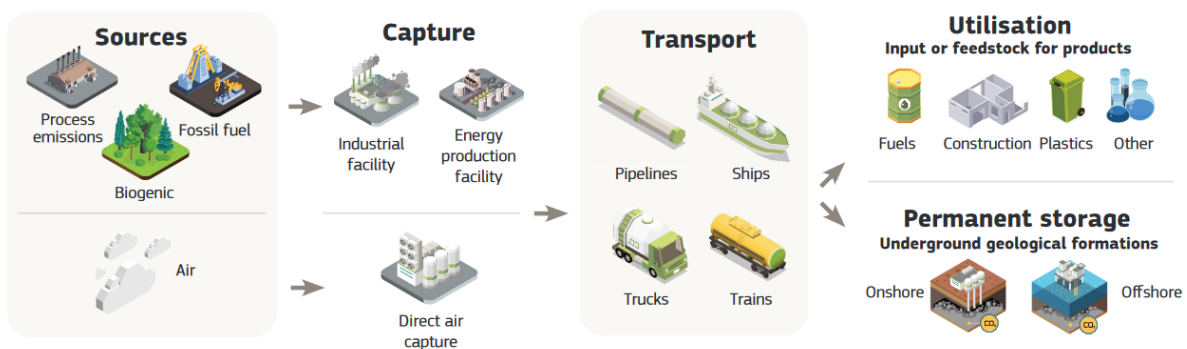 Sources
Process
emissions
Fossil fuel
Biogenic
Air
Capture
Industrial
facility
Energy
production
facility
Direct air
capture
Transport
Pipelines
Ships
Trucks
Trains
Utilisation
Input or feedstock for products
Fuels
Construction
Plastics
Other
Permanent storage
Underground geological formations
Onshore
CO₂
Offshore
CO₂